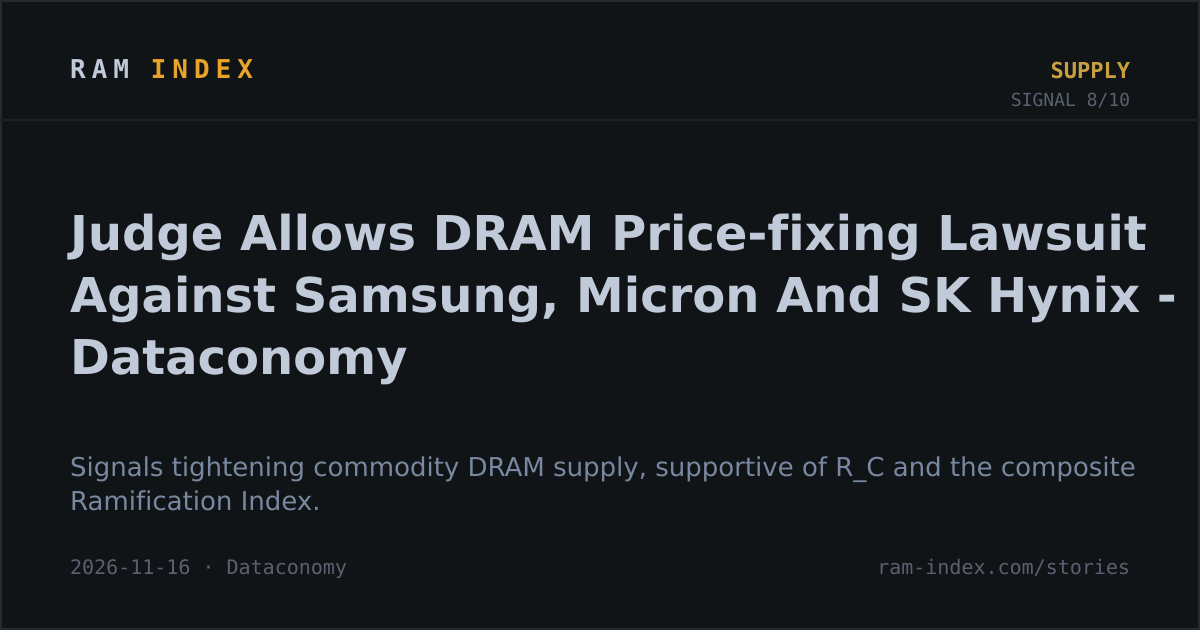 RAM INDEX
SUPPLY
SIGNAL 8/10
Judge Allows DRAM Price-fixing Lawsuit
Against Samsung, Micron And SK Hynix -
Dataconomy
Signals tightening commodity DRAM supply, supportive of R_C and the composite
Ramification Index.
2026-11-16 · Dataconomy
ram-index.com/stories